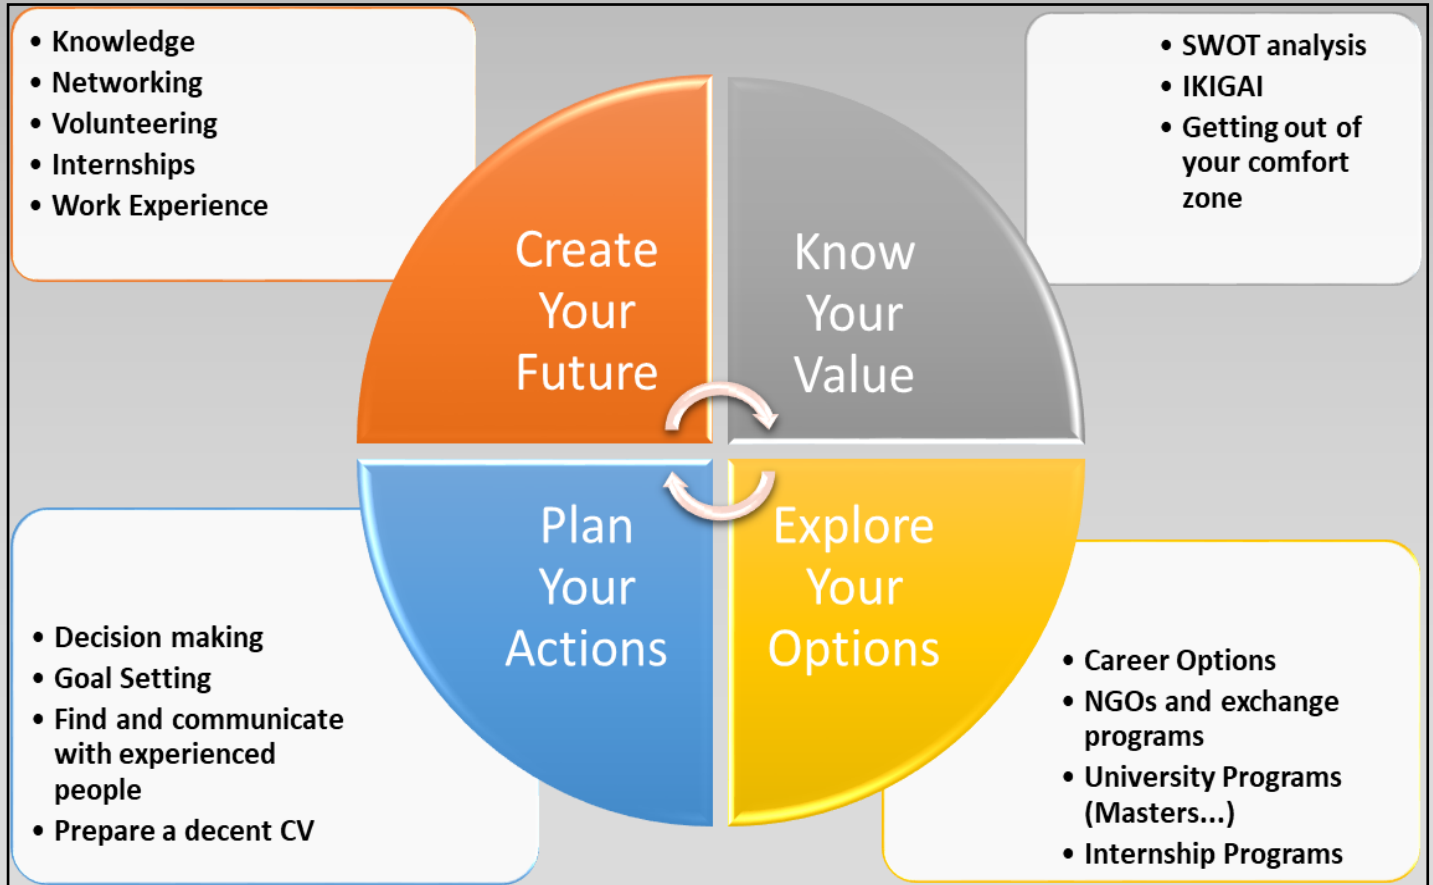 • Knowledge
• Networking
• Volunteering
• Internships
• Work Experience
• SWOT analysis
• IKIGAI
• Getting out of
your comfort
zone
Create
Your
Future
Know
Your
Value
Plan
Your
Actions
Explore
Your
Options
• Decision making
• Goal Setting
• Find and communicate
with experienced
people
• Prepare a decent CV
• Career Options
• NGOs and exchange
programs
• University Programs
(Masters...)
• Internship Programs